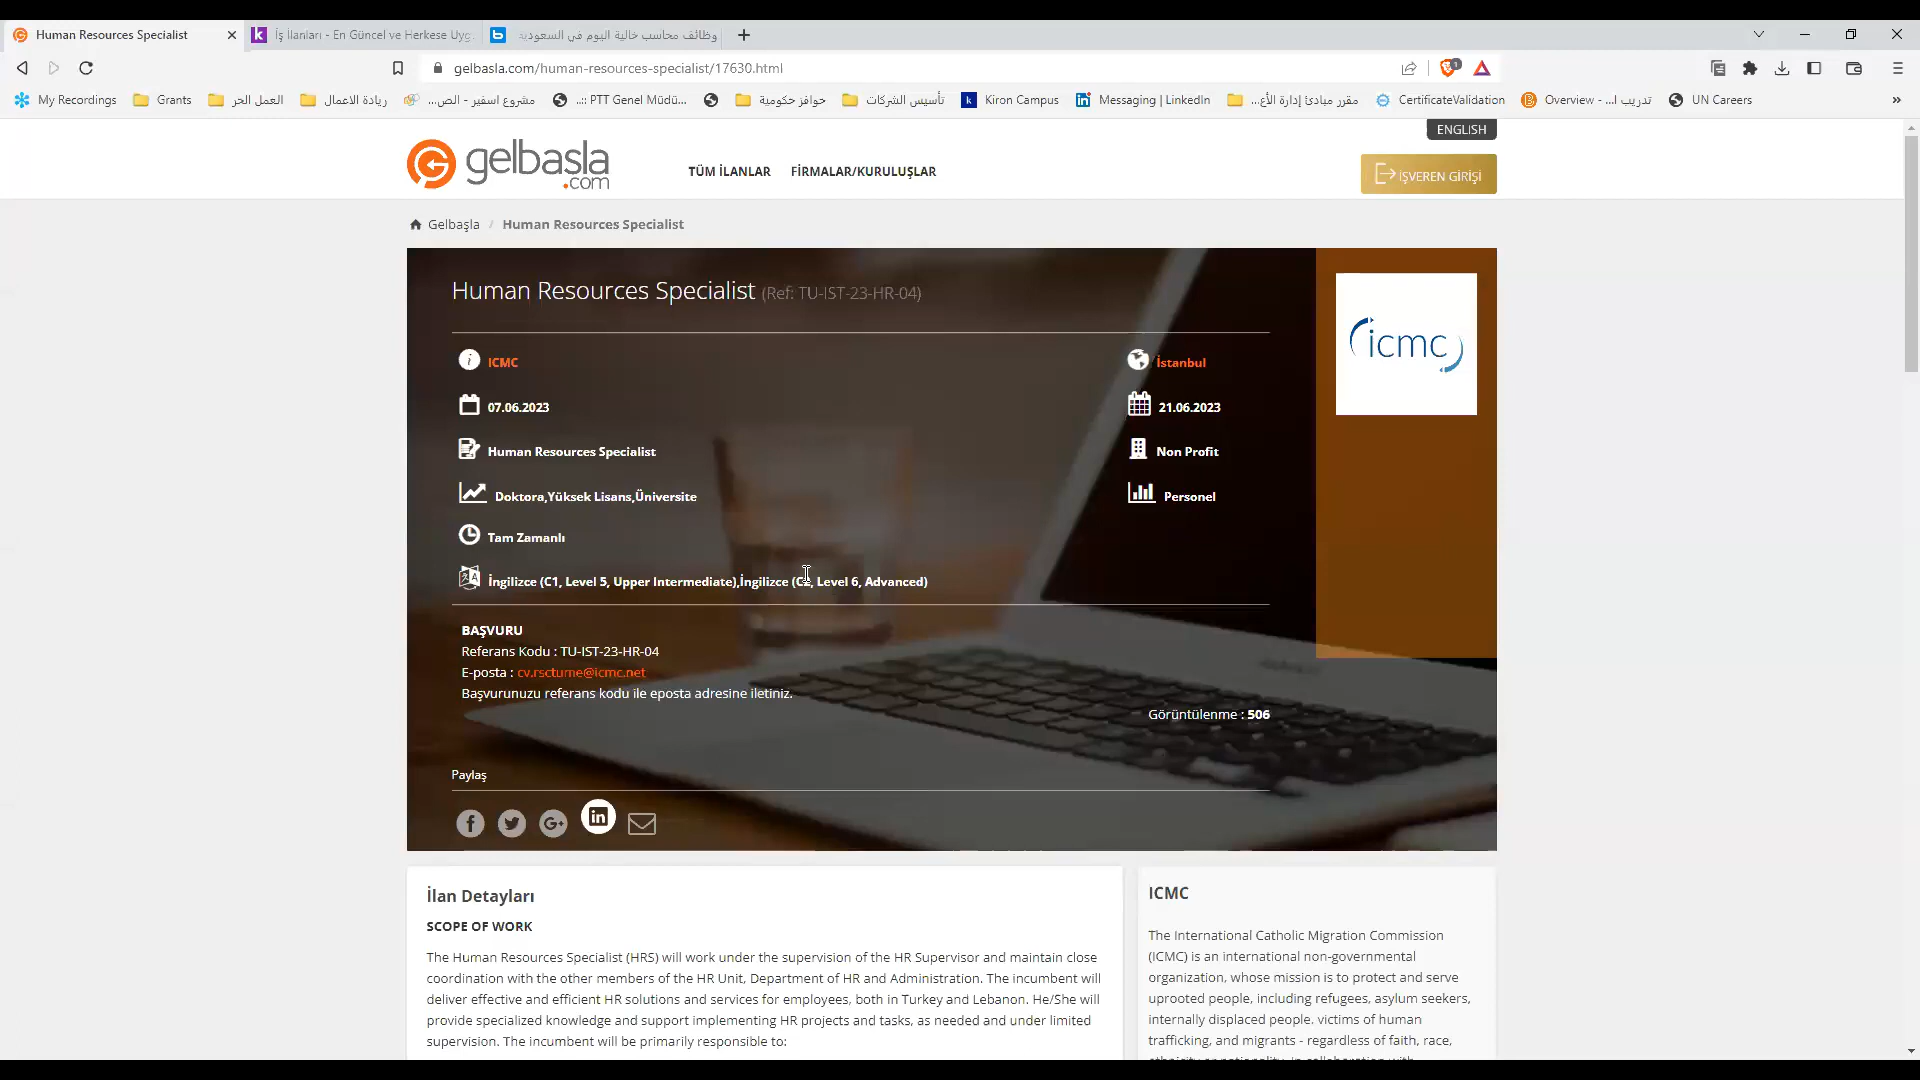 Human Resources Specialist
İş İlanları - En Güncel ve Herkese Uyg
وظائف محاسب خالية اليوم في السعودية
gelbasla.com/human-resources-specialist/17630.html
My Recordings
Grants
العمل الحر
ريادة الاعمال
مشروع اسفير - الص...
PTT Genel Müdü... ::..
حوافز حكومية
تأسيس الشركات
Kiron Campus
Messaging | LinkedIn
مقرر مبادئ إدارة الأع...
CertificateValidation
Overview - تدريب ا...
UN Careers
ENGLISH
gelbasla
.com
TÜM İLANLAR
FİRMALAR/KURULUŞLAR
İŞVEREN GİRİŞİ
Gelbaşla / Human Resources Specialist
Human Resources Specialist (Ref: TU-IST-23-HR-04)
icmc
ICMC
İstanbul
07.06.2023
21.06.2023
Human Resources Specialist
Non Profit
Doktora,Yüksek Lisans,Üniversite
Personel
Tam Zamanlı
İngilizce (C1, Level 5, Upper Intermediate),İngilizce Level 6, Advanced)
BAŞVURU
Referans Kodu : TU-IST-23-HR-04
E-posta : cv.rsctume@icmc.net
Başvurunuzu referans kodu ile eposta adresine iletiniz.
Görüntülenme : 506
Paylaş
İlan Detayları
SCOPE OF WORK
The Human Resources Specialist (HRS) will work under the supervision of the HR Supervisor and maintain close
coordination with the other members of the HR Unit, Department of HR and Administration. The incumbent will
deliver effective and efficient HR solutions and services for employees, both in Turkey and Lebanon. He/She will
provide specialized knowledge and support implementing HR projects and tasks, as needed and under limited
supervision. The incumbent will be primarily responsible to:
ICMC
The International Catholic Migration Commission
(ICMC) is an international non-governmental
organization, whose mission is to protect and serve
uprooted people, including refugees, asylum seekers,
internally displaced people, victims of human
trafficking, and migrants - regardless of faith, race,